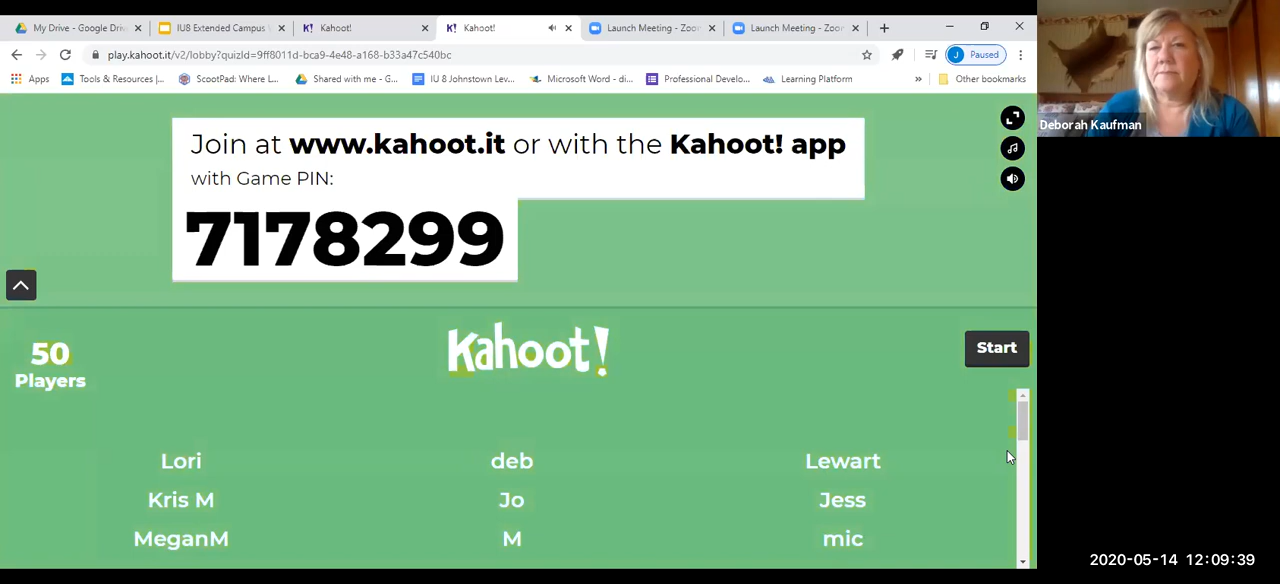 My Drive - Google Driv
IU8 Extended Campus
Kahoot!
Kahoot!
Launch Meeting - Zoo
Launch Meeting - Zoo
play.kahoot.it/v2/lobby?quizId=9ff8011d-bca9-4e48-a168-b33a47c540bc
J Paused
Apps
Tools & Resources |...
ScootPad: Where L...
Shared with me - G...
IU 8 Johnstown Lev...
Microsoft Word - di...
Professional Develo...
Learning Platform
Other bookmarks
Deborah Kaufman
Join at www.kahoot.it or with the Kahoot! app
with Game PIN:
7178299
50
Players
Kahoot!
Start
Lori deb Lewart
Kris M Jo Jess
MeganM M mic
2020-05-14 12:09:39